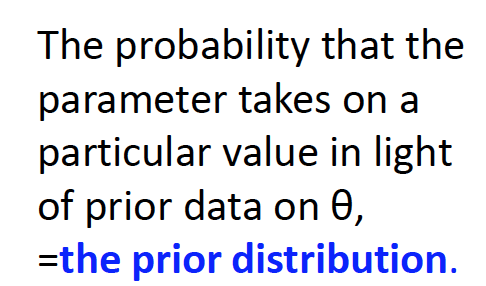 The probability that the
parameter takes on a
particular value in light
of prior data on θ,
=the prior distribution.